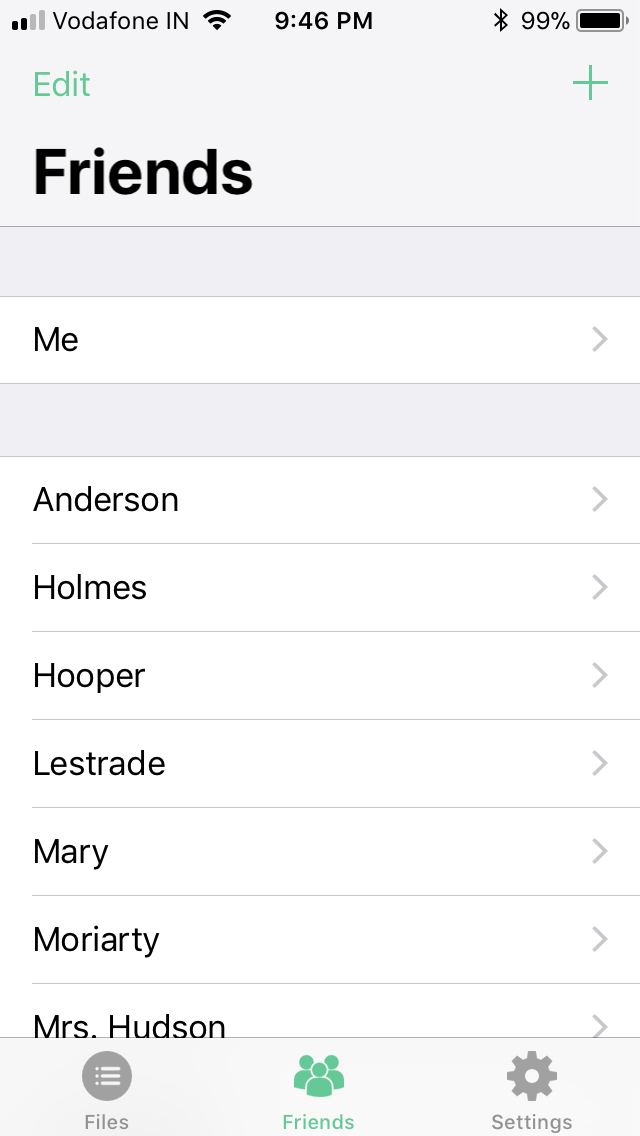 Vodafone IN 9:46 PM 99%
Edit
Friends
Me
Anderson
Holmes
Hooper
Lestrade
Mary
Moriarty
Mrs. Hudson
Files Friends Settings